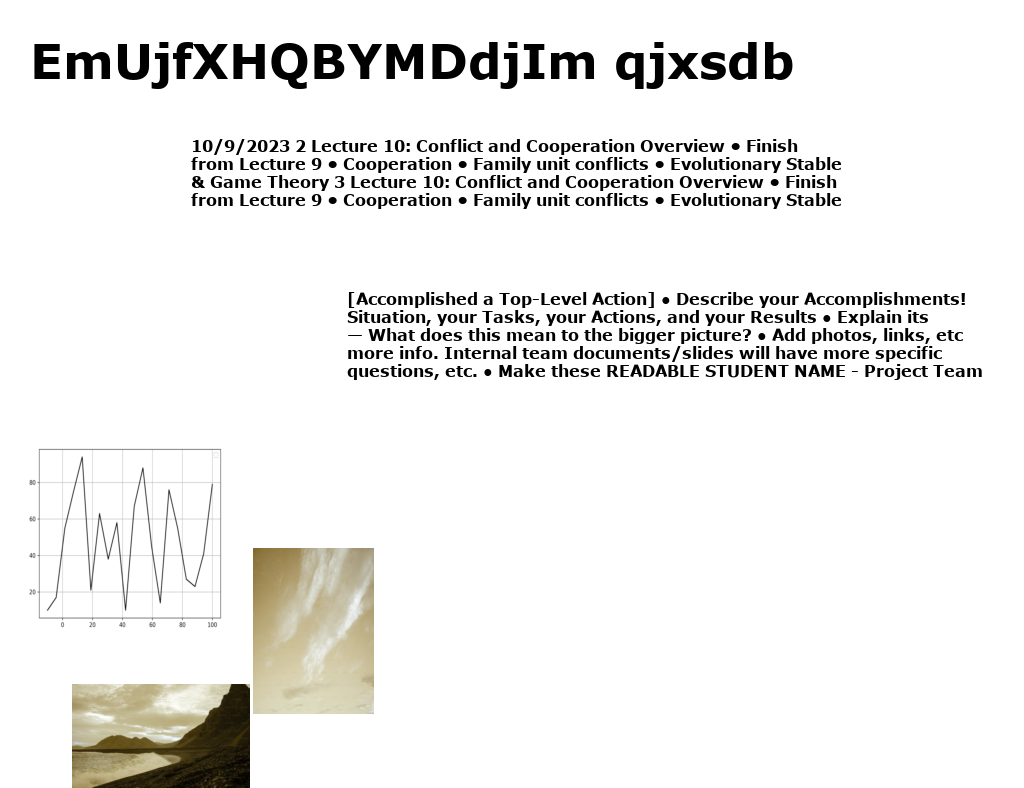 EmUjfXHQBYMDdjIm qjxsdb
10/9/2023 2 Lecture 10: Conflict and Cooperation Overview ● Finish
from Lecture 9 ● Cooperation ● Family unit conflicts ● Evolutionary Stable
& Game Theory 3 Lecture 10: Conflict and Cooperation Overview ● Finish
from Lecture 9 ● Cooperation ● Family unit conflicts ● Evolutionary Stable
[Accomplished a Top-Level Action] ● Describe your Accomplishments!
Situation, your Tasks, your Actions, and your Results ● Explain its
— What does this mean to the bigger picture? ● Add photos, links, etc
more info. Internal team documents/slides will have more specific
questions, etc. ● Make these READABLE STUDENT NAME - Project Team
80
60
40
20
0 20 40 60 80 100